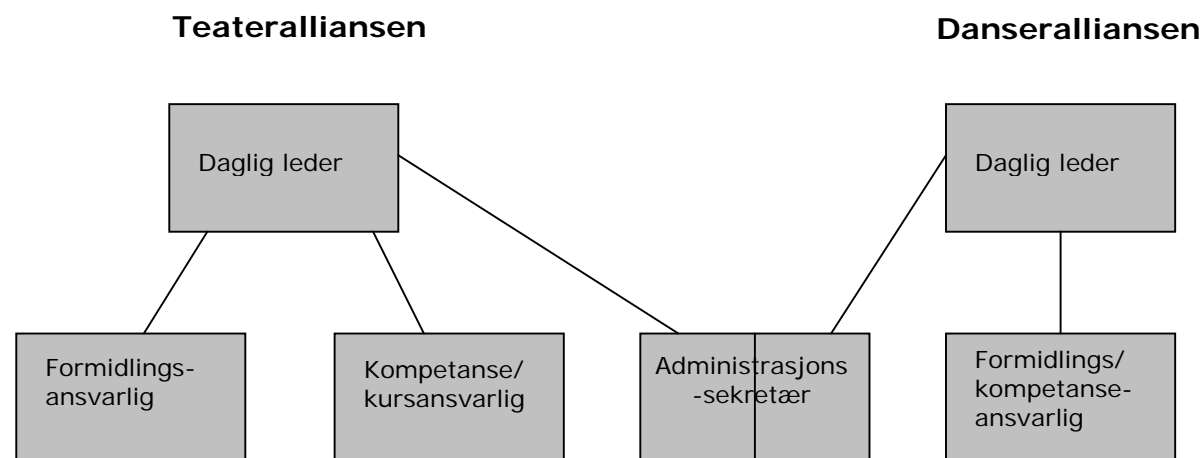 Teateralliansen
Danseralliansen
Daglig leder
Daglig leder
Formidlings-
ansvarlig
Kompetanse/
kursansvarlig
Administrasjons
-sekretær
Formidlings/
kompetanse-
ansvarlig